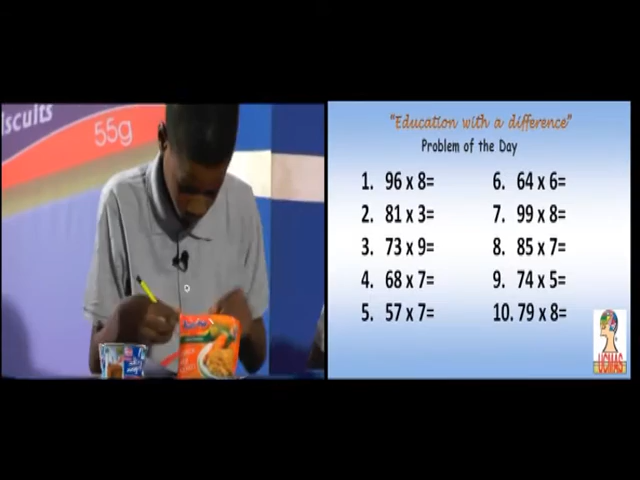 iscuits
55g
"Education with a difference"
Problem of the Day
1. 96 x 8=
2. 81 x 3=
3. 73 x 9=
4. 68 x 7=
5. 57 x 7=
6. 64 x 6=
7. 99 x 8=
8. 85 x 7=
9. 74 x 5=
10. 79 x 8=
UCMAS